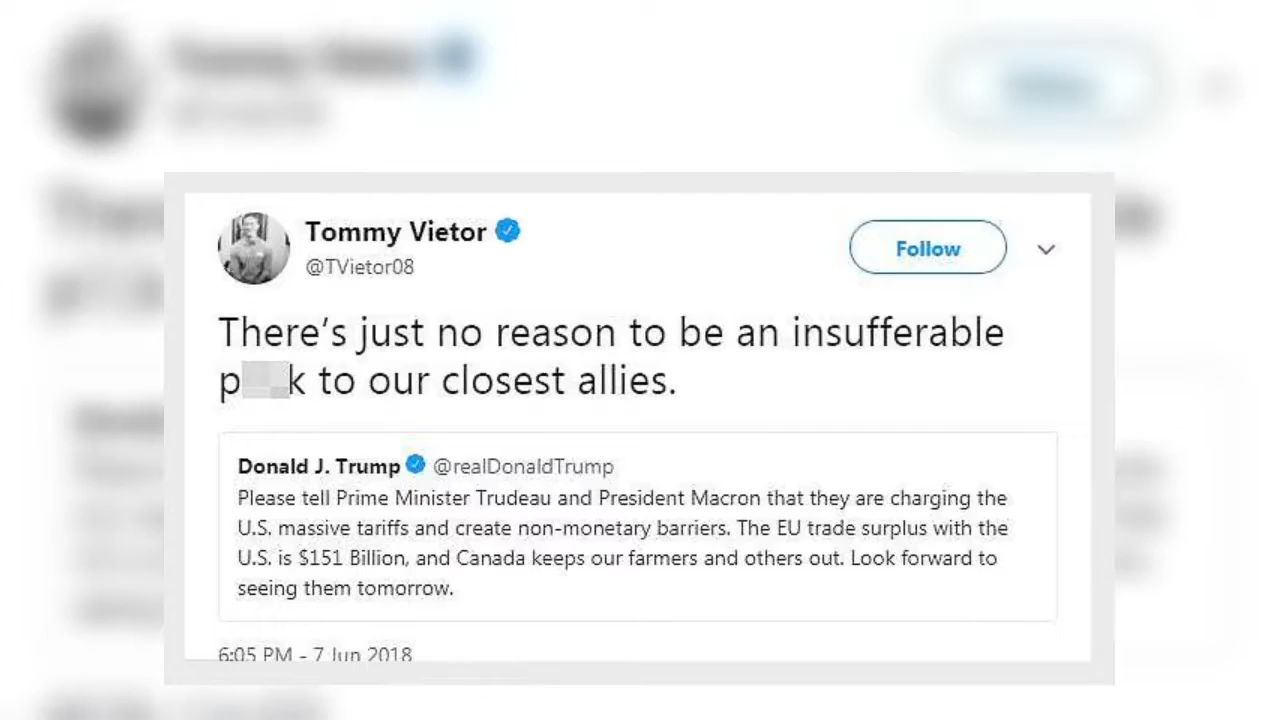 Tommy Vietor
@TVietor08
Follow
There's just no reason to be an insufferable
p k to our closest allies.
Donald J. Trump @realDonaldTrump
Please tell Prime Minister Trudeau and President Macron that they are charging the
U.S. massive tariffs and create non-monetary barriers. The EU trade surplus with the
U.S. is $151 Billion, and Canada keeps our farmers and others out. Look forward to
seeing them tomorrow.
6:05 PM - 7 Jun 2018